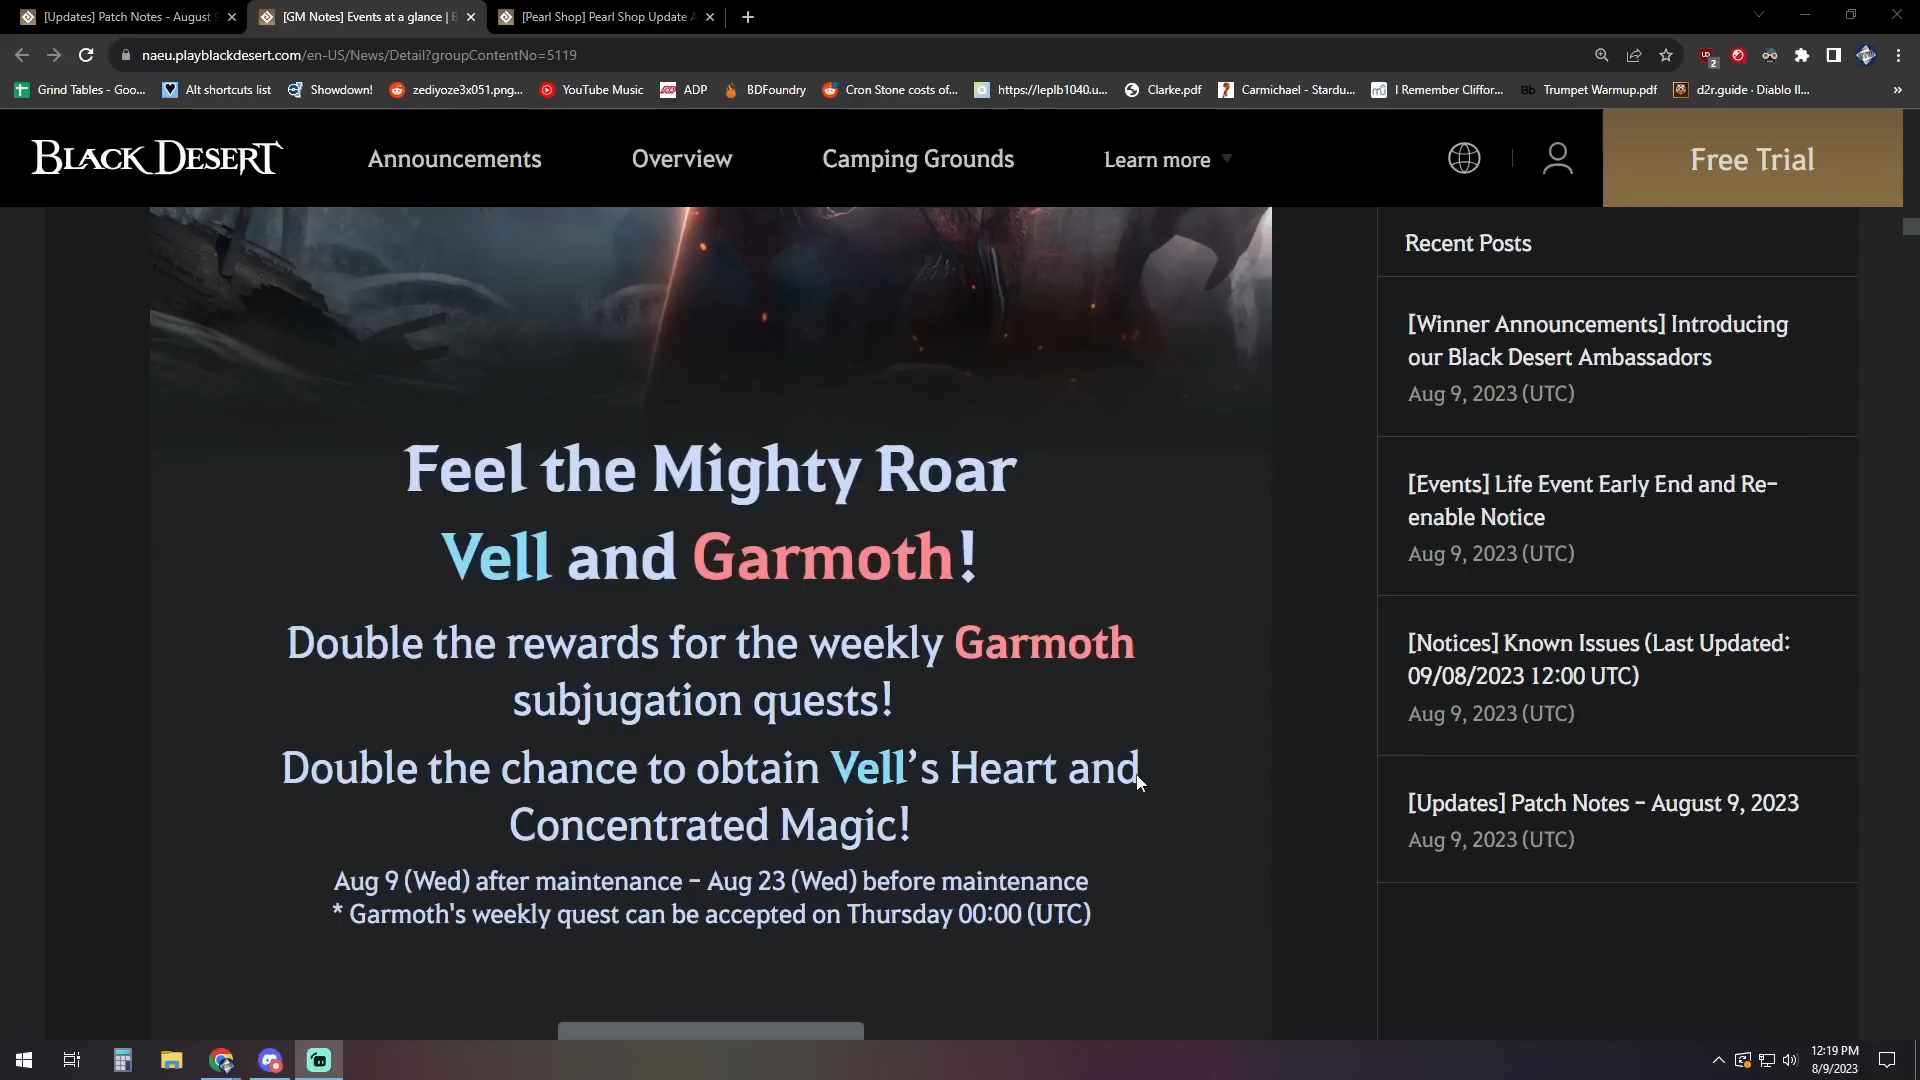 [Updates] Patch Notes - August
[GM Notes] Events at a glance |
[Pearl Shop] Pearl Shop Update
naeu.playblackdesert.com/en-US/News/Detail?groupContentNo=5119
2
Grind Tables - Goo...
Alt shortcuts list
Showdown!
zediyoze3x051.png...
YouTube Music
ADP
BDFoundry
Cron Stone costs of...
https://leplb1040.u...
Clarke.pdf
Carmichael - Stardu...
I Remember Cliffor...
Bb Trumpet Warmup.pdf
d2r.guide · Diablo II...
»
BLACK DESERT
Announcements
Overview
Camping Grounds
Learn more
Free Trial
Feel the Mighty Roar
Vell and Garmoth!
Double the rewards for the weekly Garmoth
subjugation quests!
Double the chance to obtain Vell's Heart and
Concentrated Magic!
Aug 9 (Wed) after maintenance – Aug 23 (Wed) before maintenance
* Garmoth's weekly quest can be accepted on Thursday 00:00 (UTC)
Recent Posts
[Winner Announcements] Introducing
our Black Desert Ambassadors
Aug 9, 2023 (UTC)
[Events] Life Event Early End and Re-
enable Notice
Aug 9, 2023 (UTC)
[Notices] Known Issues (Last Updated:
09/08/2023 12:00 UTC)
Aug 9, 2023 (UTC)
[Updates] Patch Notes - August 9, 2023
Aug 9, 2023 (UTC)
12:19 PM
8/9/2023